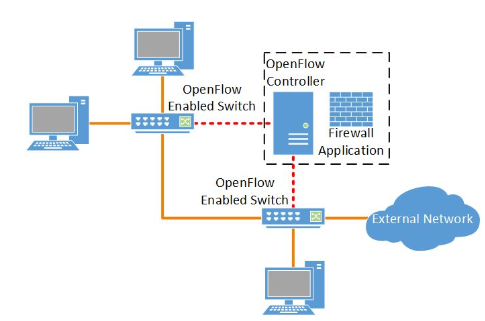 OpenFlow
Controller
OpenFlow
Enabled Switch
Firewall
Application
OpenFlow
Enabled Switch
External Network